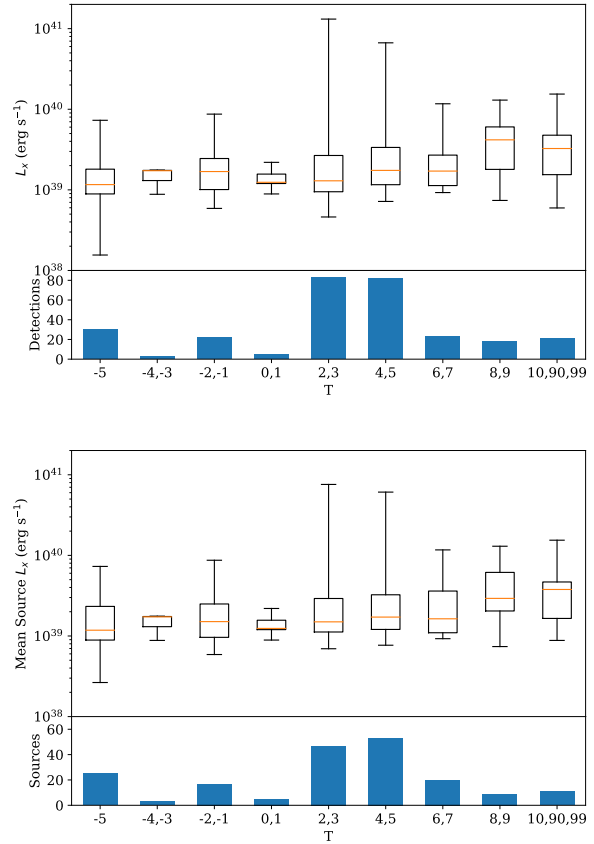 10^41
10^40
10^39
10^38
L_x (erg s^−1)
80
60
40
20
0
Detections
-5 -4,-3 -2,-1 0,1 2,3 4,5 6,7 8,9 10,90,99
T
10^41
10^40
10^39
10^38
Mean Source L_x (erg s^−1)
60
40
20
0
Sources
-5 -4,-3 -2,-1 0,1 2,3 4,5 6,7 8,9 10,90,99
T